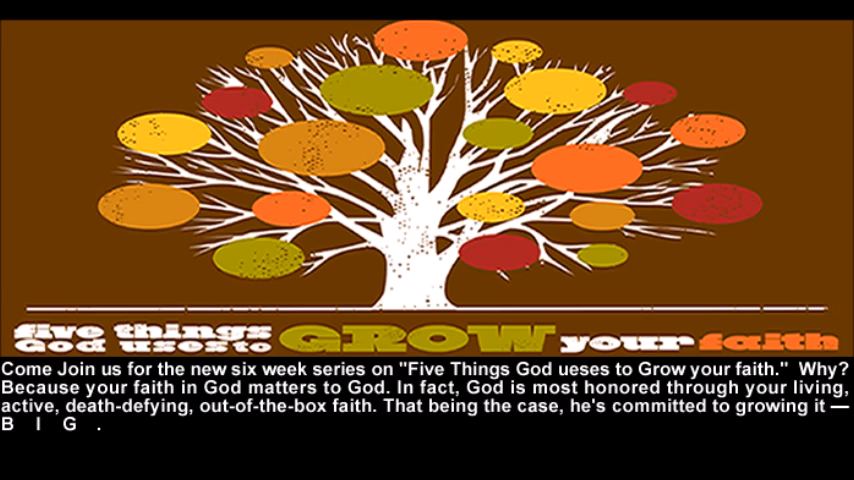 five things
God uses to
GROW your faith
Come Join us for the new six week series on "Five Things God ueses to Grow your faith."  Why?
Because your faith in God matters to God. In fact, God is most honored through your living,
active, death-defying, out-of-the-box faith. That being the case, he's committed to growing it —
B I G .